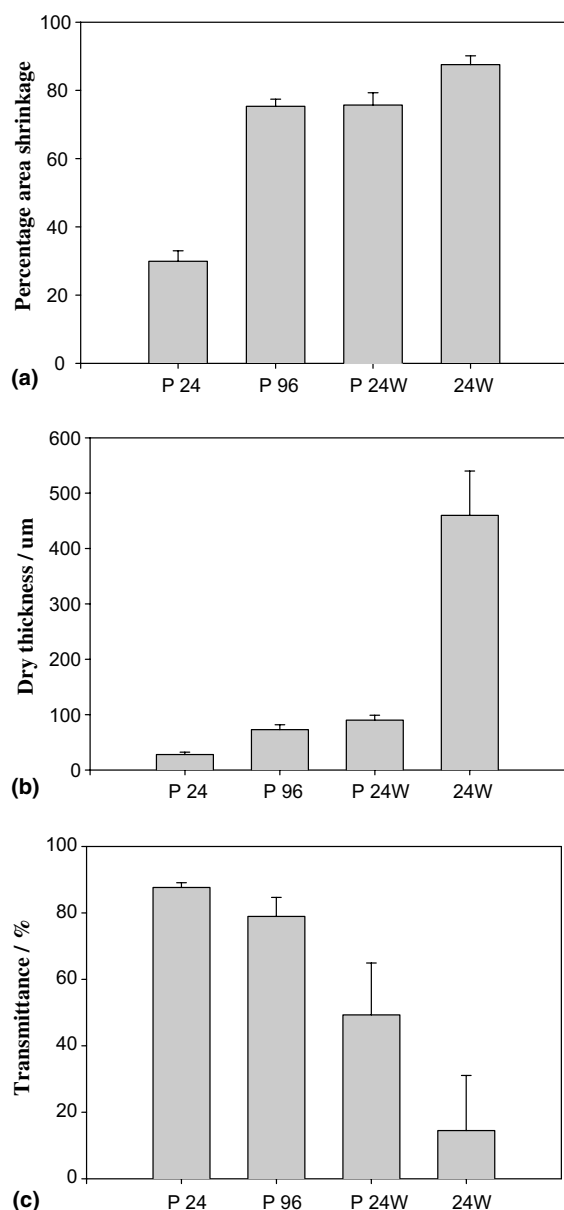 100
80
60
40
20
0
Percentage area shrinkage
P 24 P 96 P 24W 24W
(a)
600
500
400
300
200
100
0
Dry thickness / um
P 24 P 96 P 24W 24W
(b)
100
80
60
40
20
0
Transmittance / %
P 24 P 96 P 24W 24W
(c)